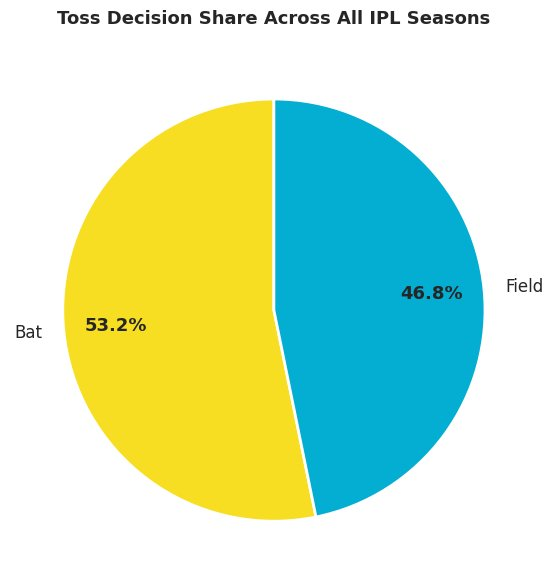 Toss Decision Share Across All IPL Seasons
Field
46.8%
53.2%
Bat